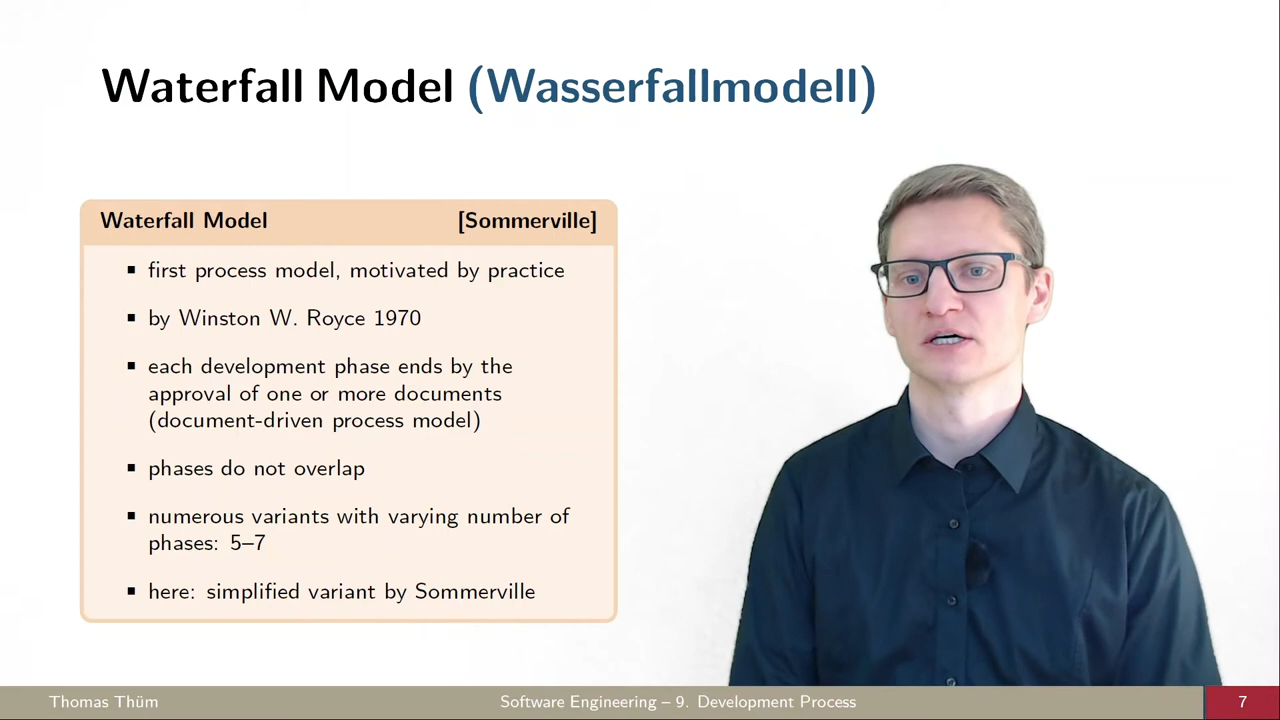 Waterfall Model (Wasserfallmodell)
Waterfall Model [Sommerville]
▪ first process model, motivated by practice
▪ by Winston W. Royce 1970
▪ each development phase ends by the
approval of one or more documents
(document-driven process model)
▪ phases do not overlap
▪ numerous variants with varying number of
phases: 5–7
▪ here: simplified variant by Sommerville
Thomas Thüm Software Engineering – 9. Development Process 7